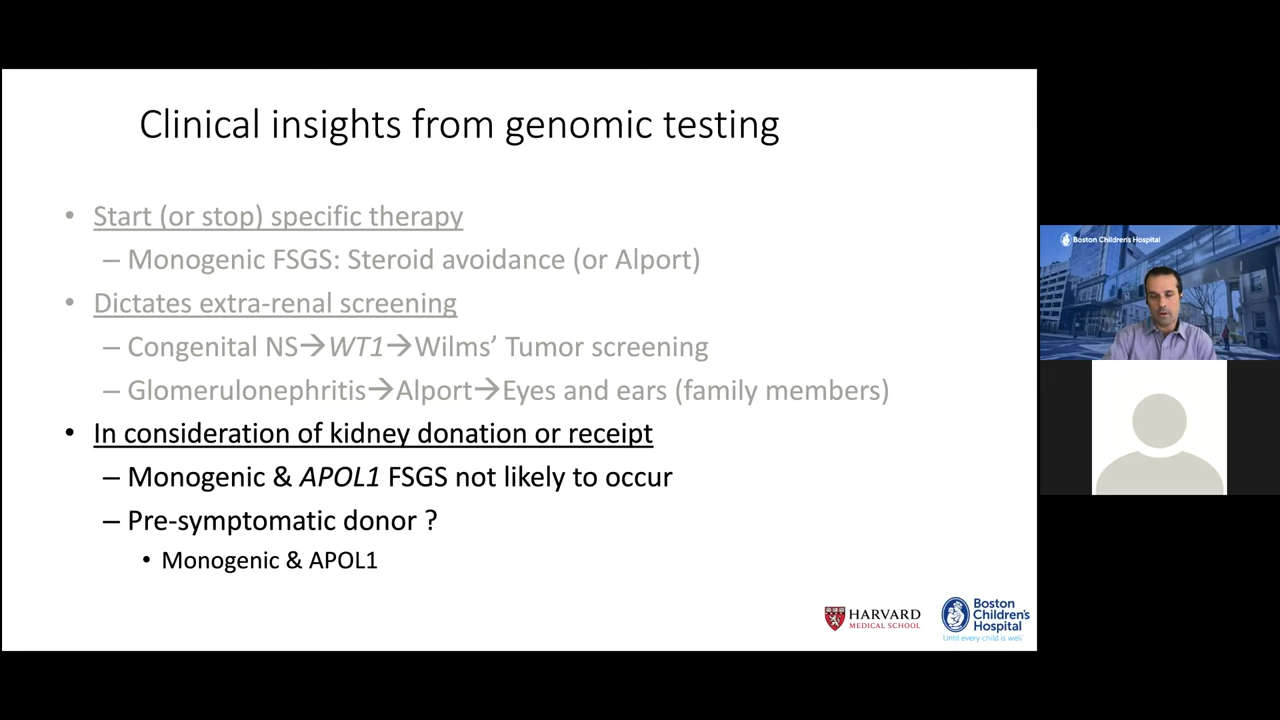 Clinical insights from genomic testing
• Start (or stop) specific therapy
– Monogenic FSGS: Steroid avoidance (or Alport)
• Dictates extra-renal screening
– Congenital NS→WT1→Wilms’ Tumor screening
– Glomerulonephritis→Alport→Eyes and ears (family members)
• In consideration of kidney donation or receipt
– Monogenic & APOL1 FSGS not likely to occur
– Pre-symptomatic donor ?
• Monogenic & APOL1
HARVARD
MEDICAL SCHOOL
Boston
Children's
Hospital
Until every child is well
Boston Children's Hospital